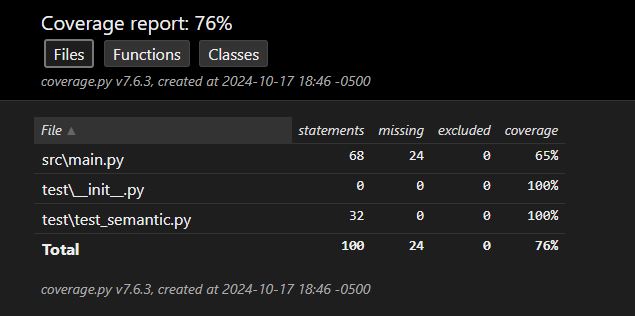 Coverage report: 76%
Files Functions Classes
coverage.py v7.6.3, created at 2024-10-17 18:46 -0500
File ▲ statements missing excluded coverage
src\main.py 68 24 0 65%
test\__init__.py 0 0 0 100%
test\test_semantic.py 32 0 0 100%
Total 100 24 0 76%
coverage.py v7.6.3, created at 2024-10-17 18:46 -0500